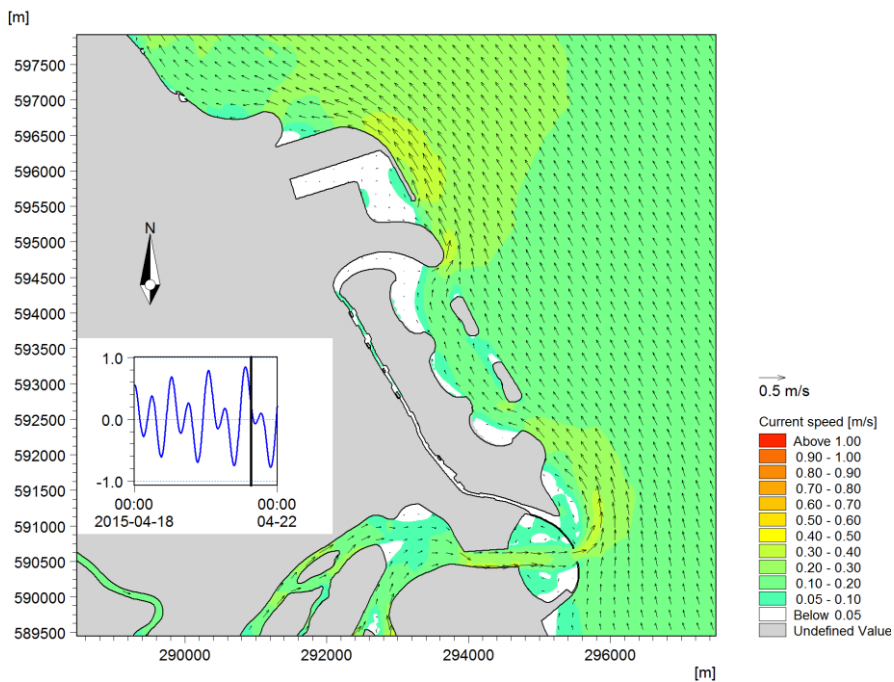 [m]
597500
597000
596500
596000
595500
595000
594500
594000
593500
593000
592500
592000
591500
591000
590500
590000
589500
N
1.0
0.0
-1.0
00:00
00:00
2015-04-18
04-22
290000
292000
294000
296000
[m]
0.5 m/s
Current speed [m/s]
Above 1.00
0.90 - 1.00
0.80 - 0.90
0.70 - 0.80
0.60 - 0.70
0.50 - 0.60
0.40 - 0.50
0.30 - 0.40
0.20 - 0.30
0.10 - 0.20
0.05 - 0.10
Below 0.05
Undefined Value